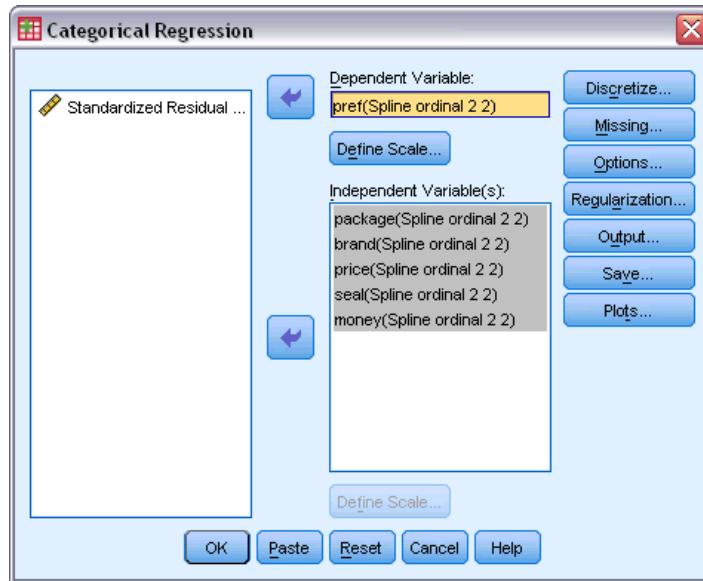 Categorical Regression
Standardized Residual ...
Dependent Variable:
pref(Spline ordinal 2 2)
Define Scale...
Independent Variable(s):
package(Spline ordinal 2 2)
brand(Spline ordinal 2 2)
price(Spline ordinal 2 2)
seal(Spline ordinal 2 2)
money(Spline ordinal 2 2)
Define Scale...
Discretize...
Missing...
Options...
Regularization...
Output...
Save...
Plots...
OK
Paste
Reset
Cancel
Help